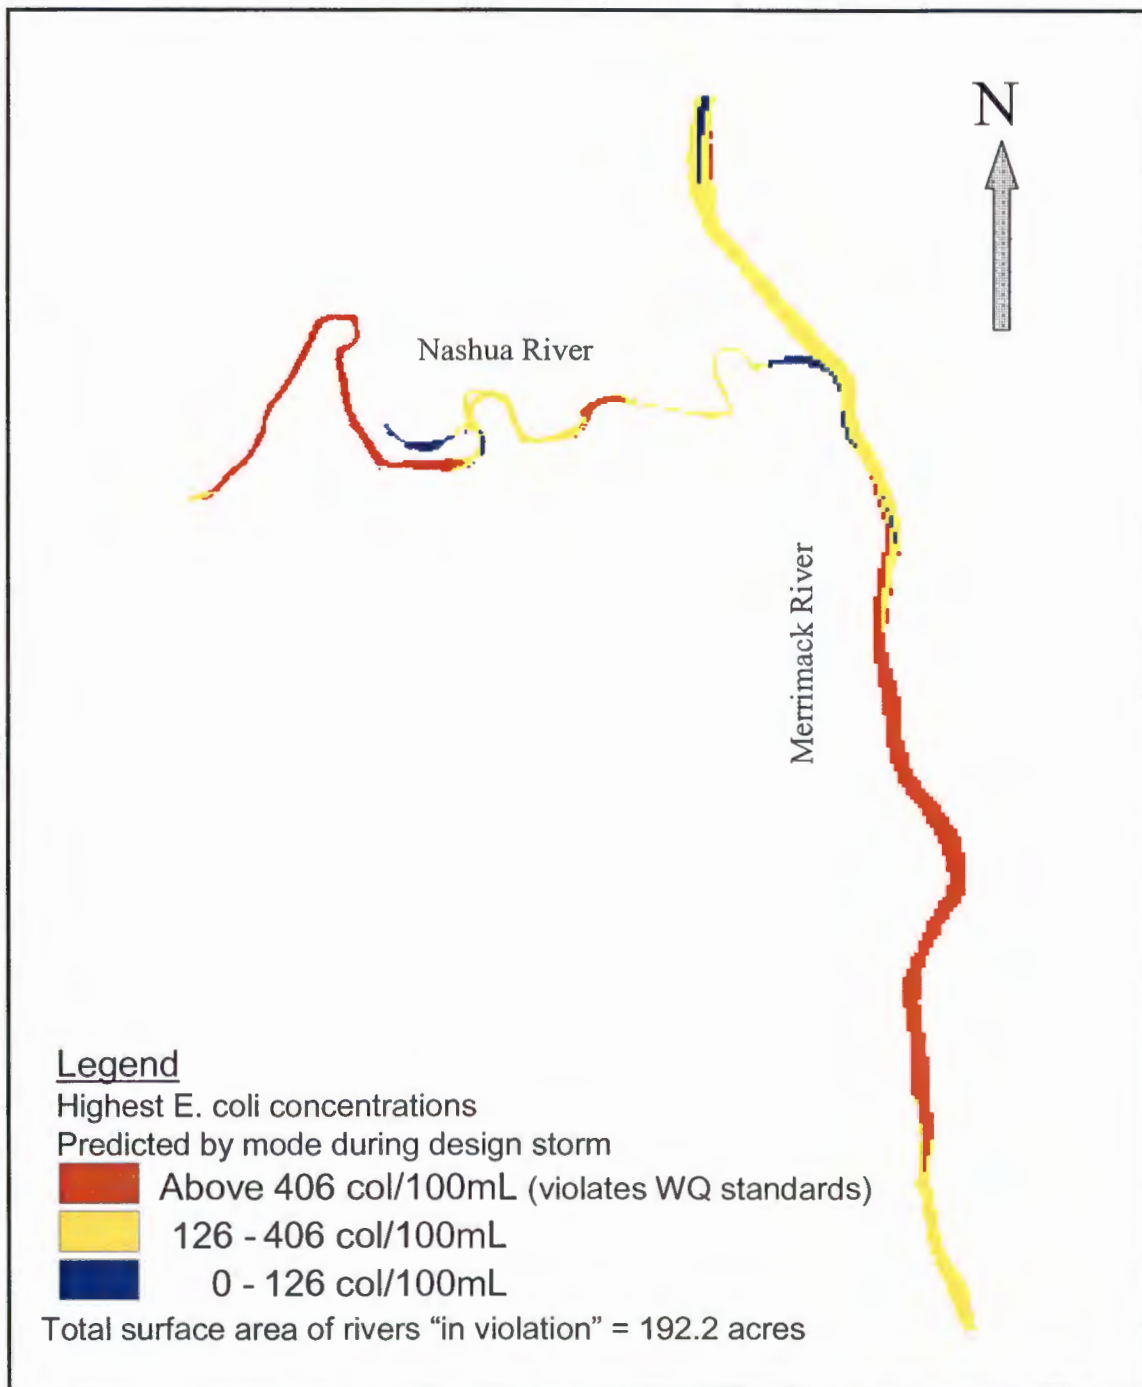 N
Nashua River
Merrimack River
Legend
Highest E. coli concentrations
Predicted by mode during design storm
Above 406 col/100mL (violates WQ standards)
126 - 406 col/100mL
0 - 126 col/100mL
Total surface area of rivers “in violation” = 192.2 acres